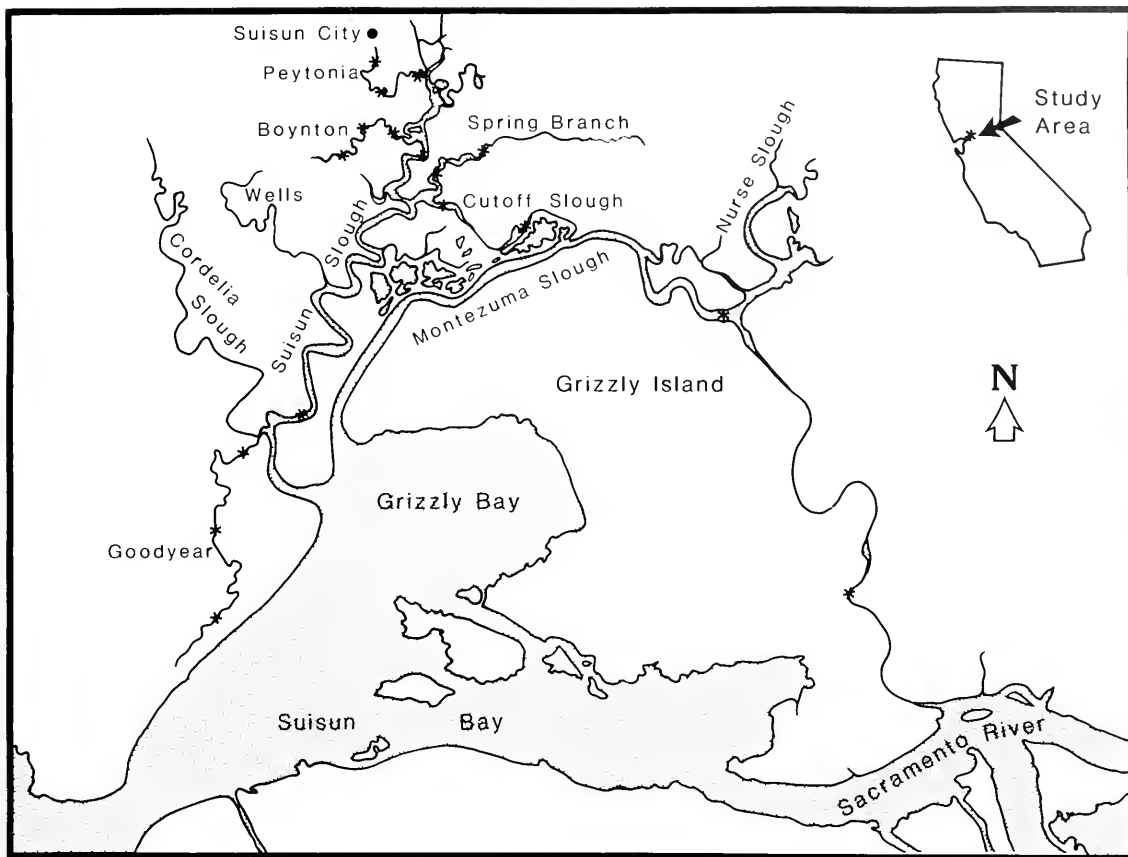 Suisun City
Peytonia
Boynton
Spring Branch
Wells
Cutoff Slough
Nurse Slough
Study
Area
Cordelia
Slough
Suisun
Slough
Montezuma Slough
Grizzly Island
N
Grizzly Bay
Goodyear
Suisun Bay
Sacramento River